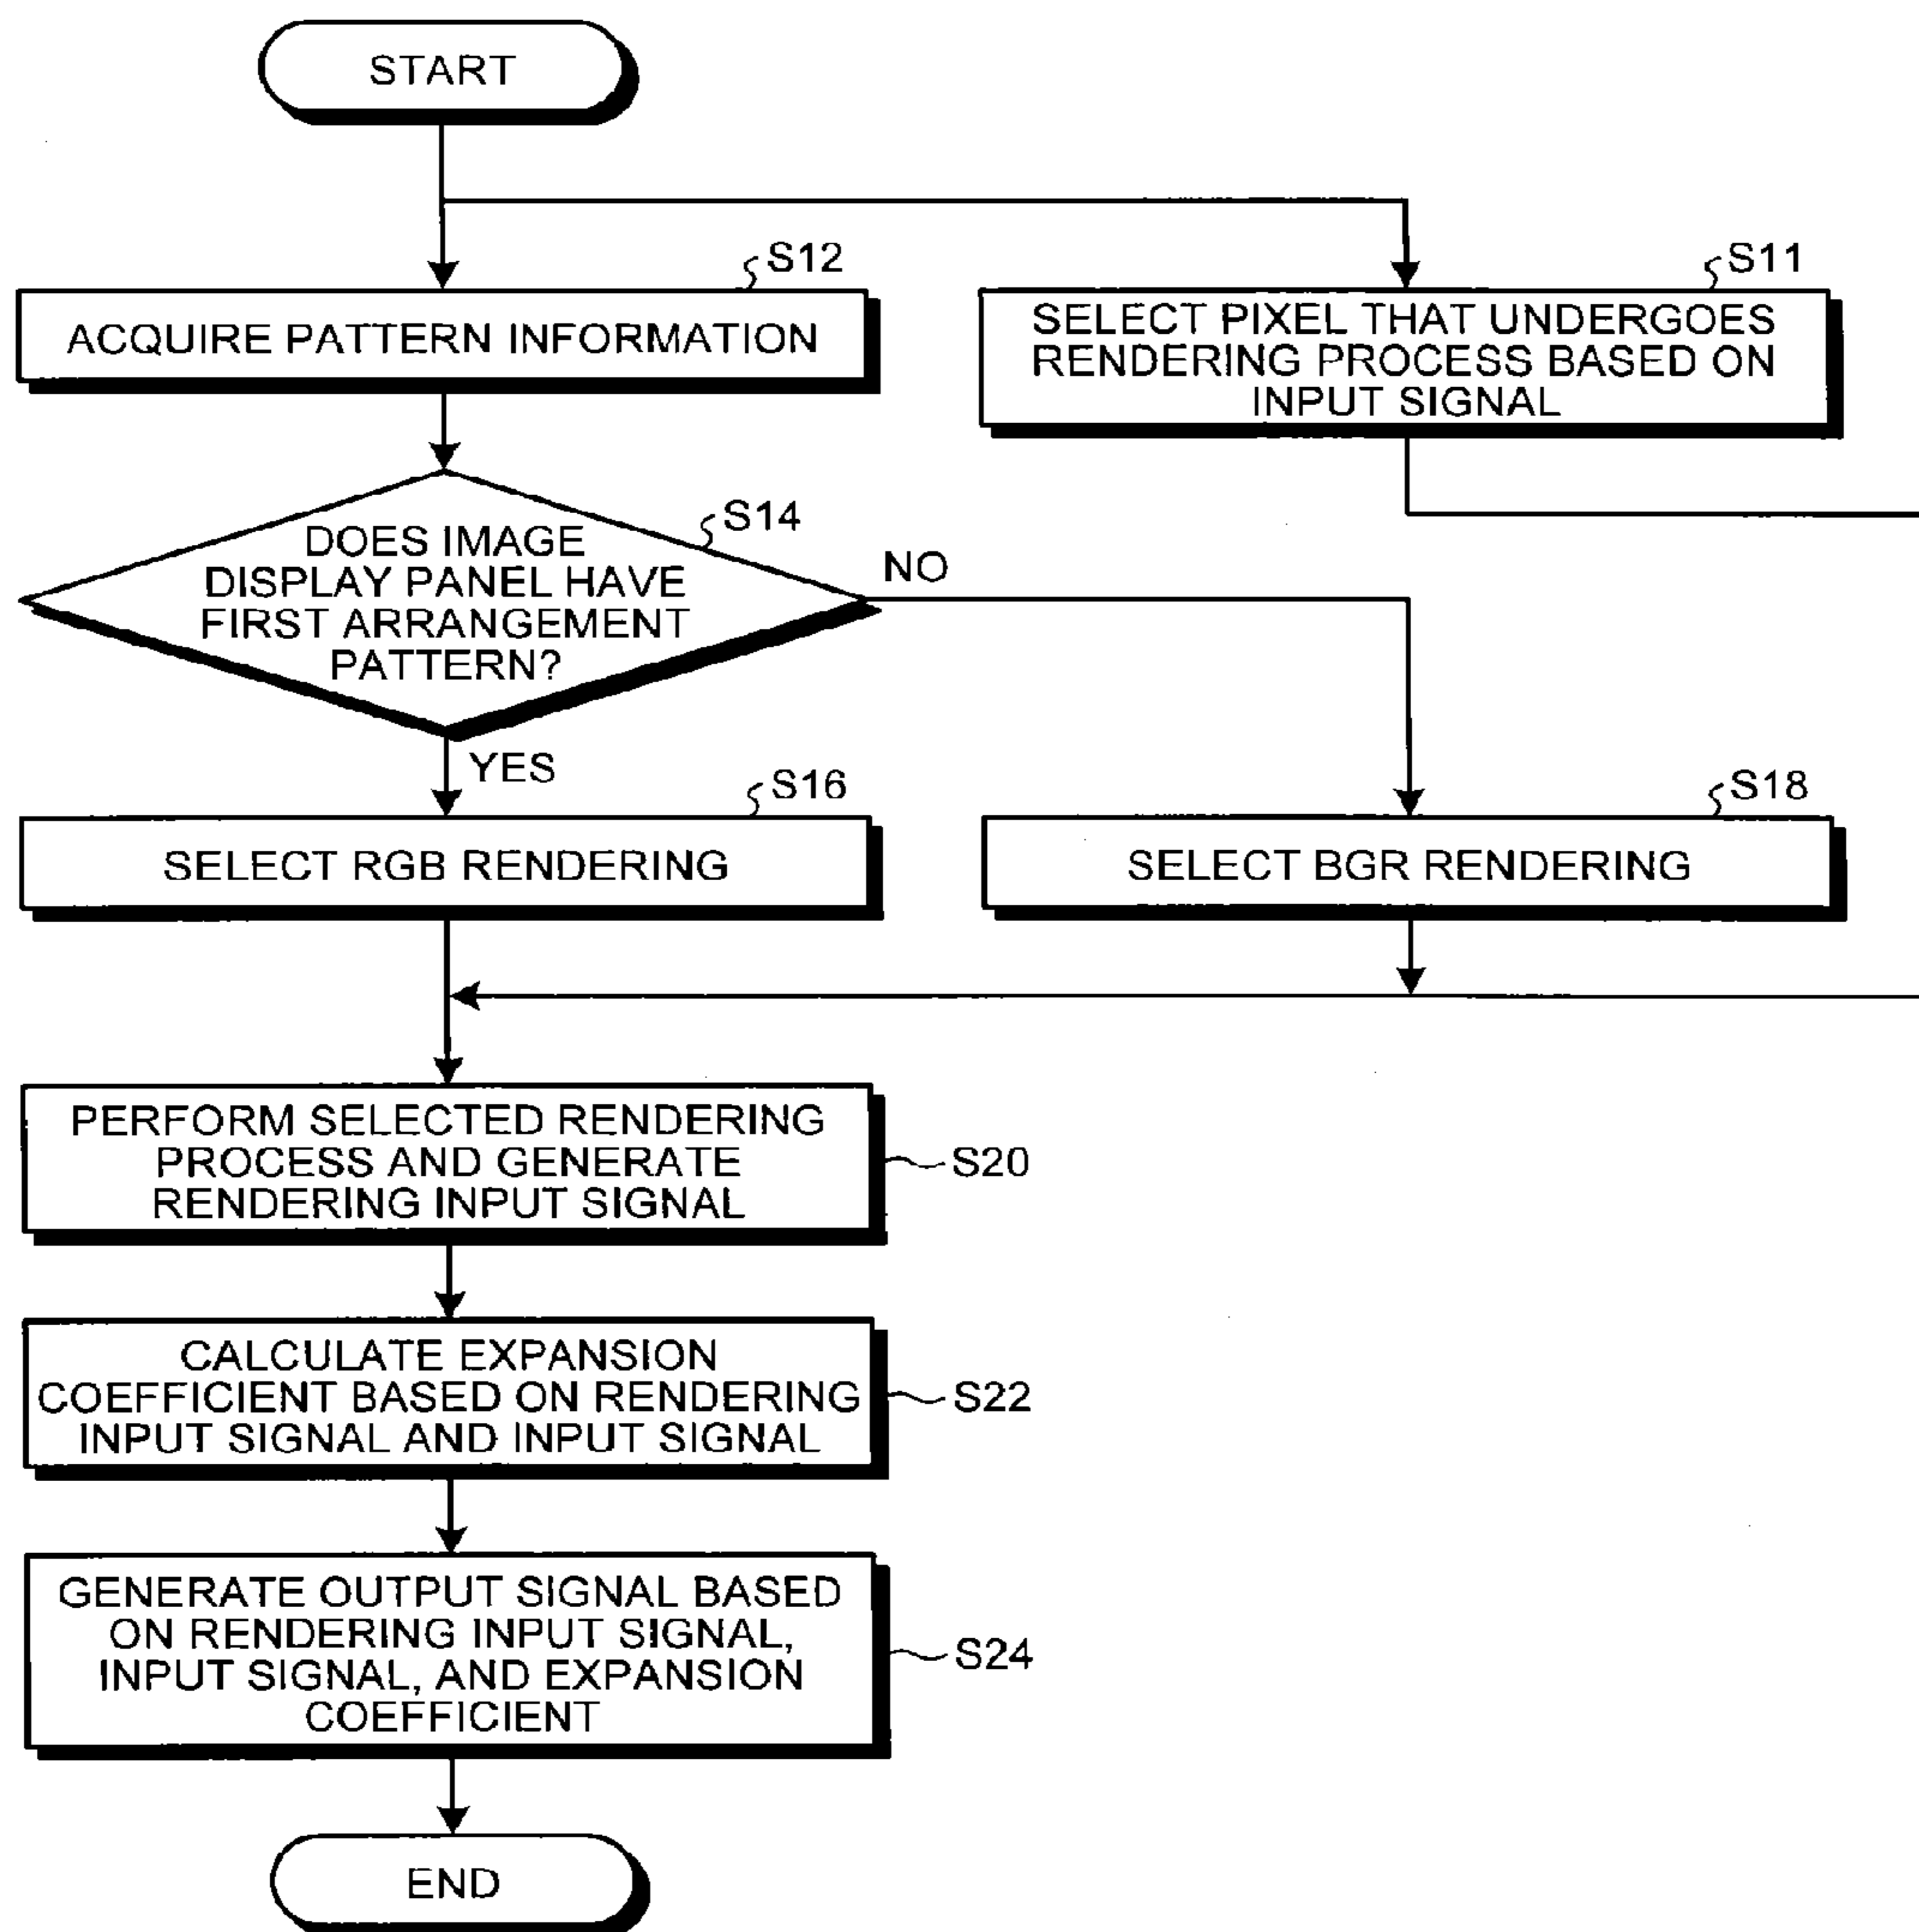 START
S12
ACQUIRE PATTERN INFORMATION
S11
SELECT PIXEL THAT UNDERGOES
RENDERING PROCESS BASED ON
INPUT SIGNAL
S14
DOES IMAGE
DISPLAY PANEL HAVE
FIRST ARRANGEMENT
PATTERN?
NO
YES
S16
SELECT RGB RENDERING
S18
SELECT BGR RENDERING
PERFORM SELECTED RENDERING
PROCESS AND GENERATE
RENDERING INPUT SIGNAL
S20
CALCULATE EXPANSION
COEFFICIENT BASED ON RENDERING
INPUT SIGNAL AND INPUT SIGNAL
S22
GENERATE OUTPUT SIGNAL BASED
ON RENDERING INPUT SIGNAL,
INPUT SIGNAL, AND EXPANSION
COEFFICIENT
S24
END